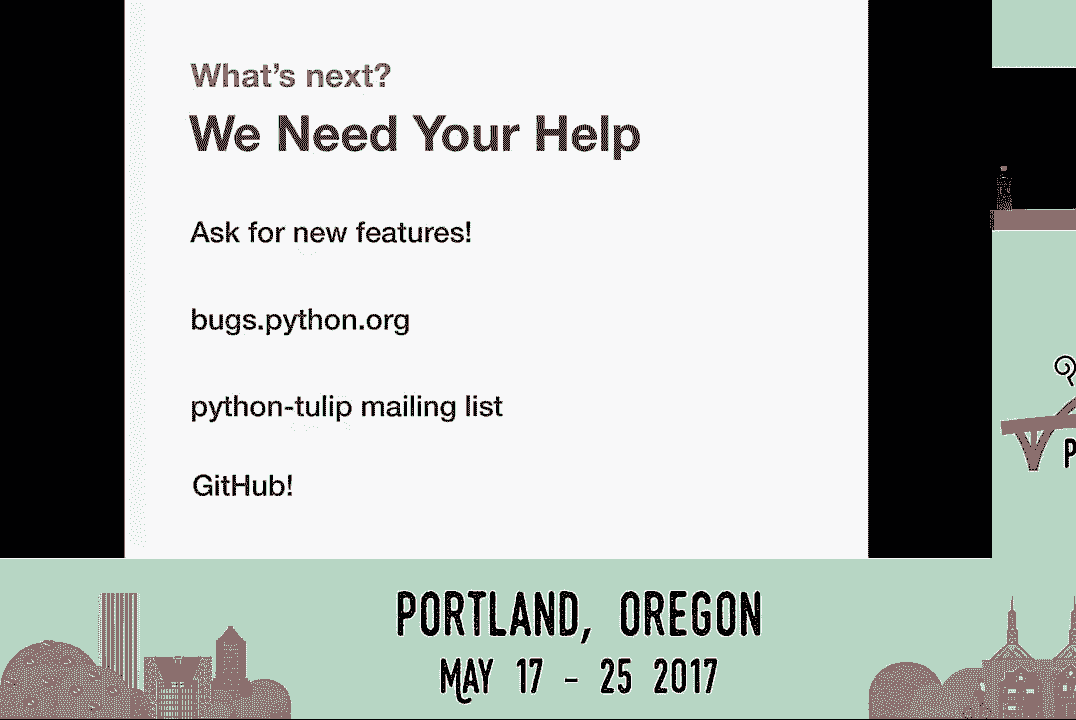 What's next?
We Need Your Help
Ask for new features!
bugs.python.org
python-tulip mailing list
GitHub!
PORTLAND, OREGON
MAY 17 - 25 2017